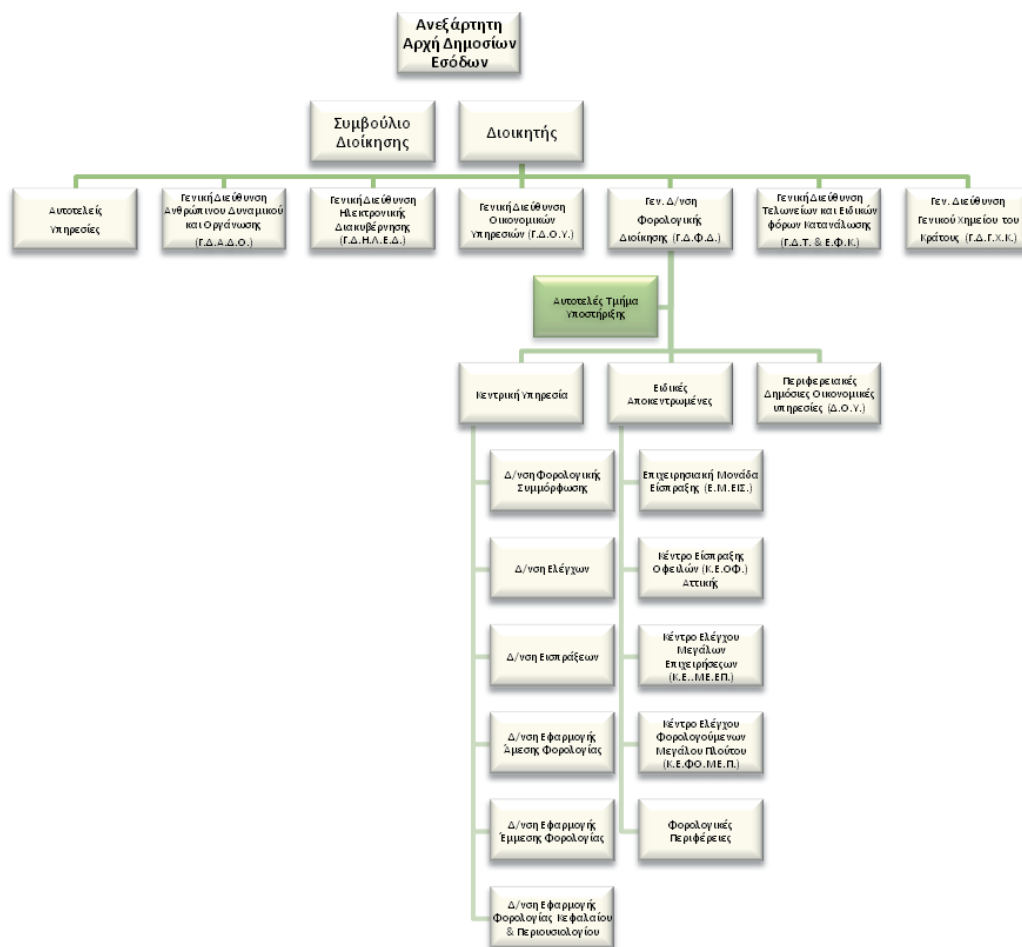 Ανεξάρτητη
Αρχή Δημοσίων
Εσόδων
Συμβούλιο
Διοίκησης
Διοικητής
Αυτοτελείς
Υπηρεσίες
Γενική Διεύθυνση
Ανθρώπινου Δυναμικού
και Οργάνωσης
(Γ.Δ.Α.Δ.Ο.)
Γενική Διεύθυνση
Ηλεκτρονικής
Διακυβέρνησης
(Γ.Δ.Η.Λ.Ε.Δ.)
Γενική Διεύθυνση
Οικονομικών
Υπηρεσιών (Γ.Δ.Ο.Υ.)
Γεν. Δ/νση
Φορολογικής
Διοίκησης (Γ.Δ.Φ.Δ.)
Γενική Διεύθυνση
Τελωνείων και Ειδικών
φόρων Κατανάλωσης
(Γ.Δ.Τ. & Ε.Φ.Κ.)
Γεν. Διεύθυνση
Γενικού Χημείου του
Κράτους (Γ.Δ.Γ.Χ.Κ.)
Αυτοτελές Τμήμα
Υποστήριξης
Κεντρική Υπηρεσία
Ειδικές
Αποκεντρωμένες
Περιφερειακές
Δημόσιες Οικονομικές
υπηρεσίες (Δ.Ο.Υ.)
Δ/νση Φορολογικής
Συμμόρφωσης
Δ/νση Ελέγχων
Δ/νση Εισπράξεων
Δ/νση Εφαρμογής
Άμεσης Φορολογίας
Δ/νση Εφαρμογής
Έμμεσης Φορολογίας
Δ/νση Εφαρμογής
Φορολογίας Κεφαλαίου
& Περιουσιολογίου
Επιχειρησιακή Μονάδα
Είσπραξης (Ε.Μ.ΕΙΣ.)
Κέντρο Είσπραξης
Οφειλών (Κ.Ε.ΟΦ.)
Αττικής
Κέντρο Ελέγχου
Μεγάλων
Επιχειρήσεςων
(Κ.Ε..ΜΕ.ΕΠ.)
Κέντρο Ελέγχου
Φορολογούμενων
Μεγάλου Πλούτου
(Κ.Ε.ΦΟ.ΜΕ.Π.)
Φορολογικές
Περιφέρειες